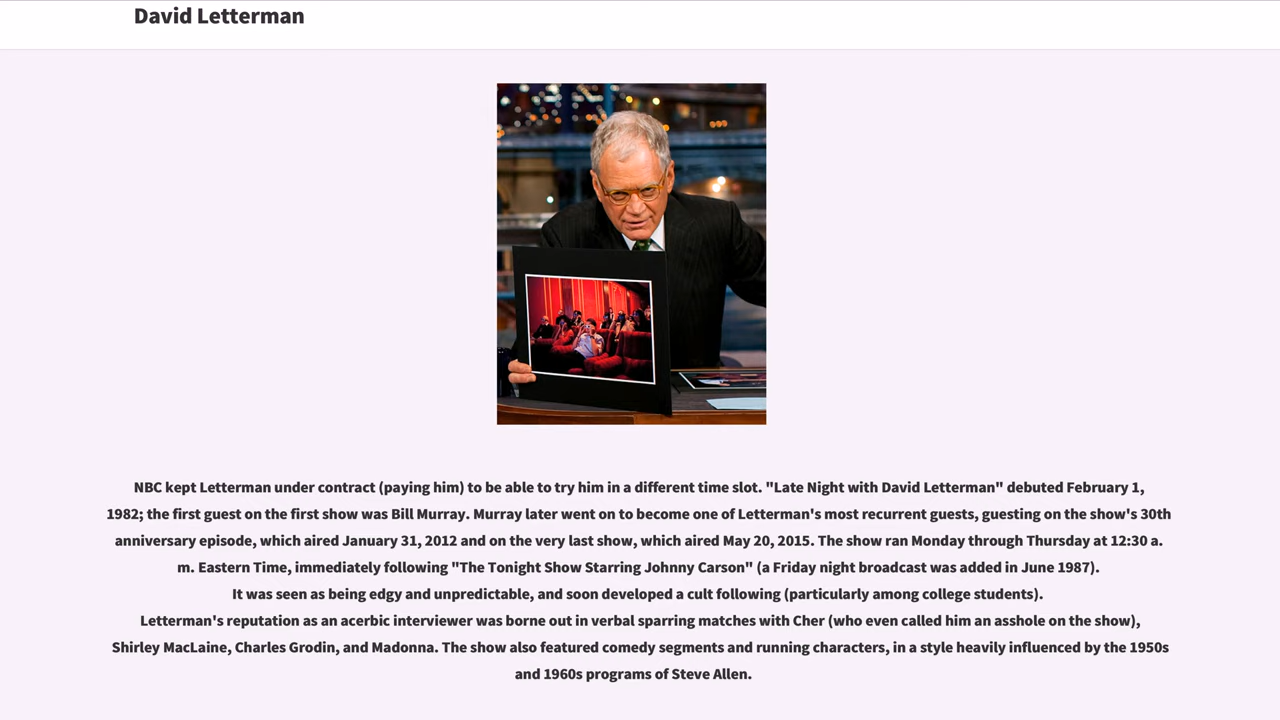 David Letterman
NBC kept Letterman under contract (paying him) to be able to try him in a different time slot. "Late Night with David Letterman" debuted February 1,
1982; the first guest on the first show was Bill Murray. Murray later went on to become one of Letterman's most recurrent guests, guesting on the show's 30th
anniversary episode, which aired January 31, 2012 and on the very last show, which aired May 20, 2015. The show ran Monday through Thursday at 12:30 a.
m. Eastern Time, immediately following "The Tonight Show Starring Johnny Carson" (a Friday night broadcast was added in June 1987).
It was seen as being edgy and unpredictable, and soon developed a cult following (particularly among college students).
Letterman's reputation as an acerbic interviewer was borne out in verbal sparring matches with Cher (who even called him an asshole on the show),
Shirley MacLaine, Charles Grodin, and Madonna. The show also featured comedy segments and running characters, in a style heavily influenced by the 1950s
and 1960s programs of Steve Allen.